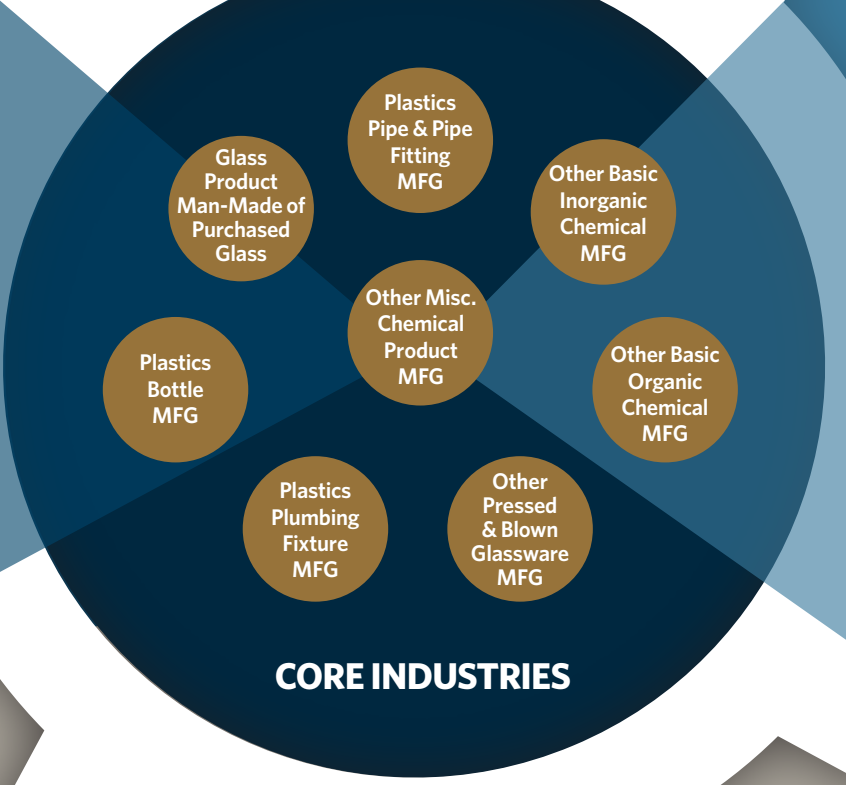 Plastics
Pipe & Pipe
Fitting
MFG
Glass
Product
Man-Made of
Purchased
Glass
Other Basic
Inorganic
Chemical
MFG
Other Misc.
Chemical
Product
MFG
Plastics
Bottle
MFG
Other Basic
Organic
Chemical
MFG
Plastics
Plumbing
Fixture
MFG
Other
Pressed
& Blown
Glassware
MFG
CORE INDUSTRIES